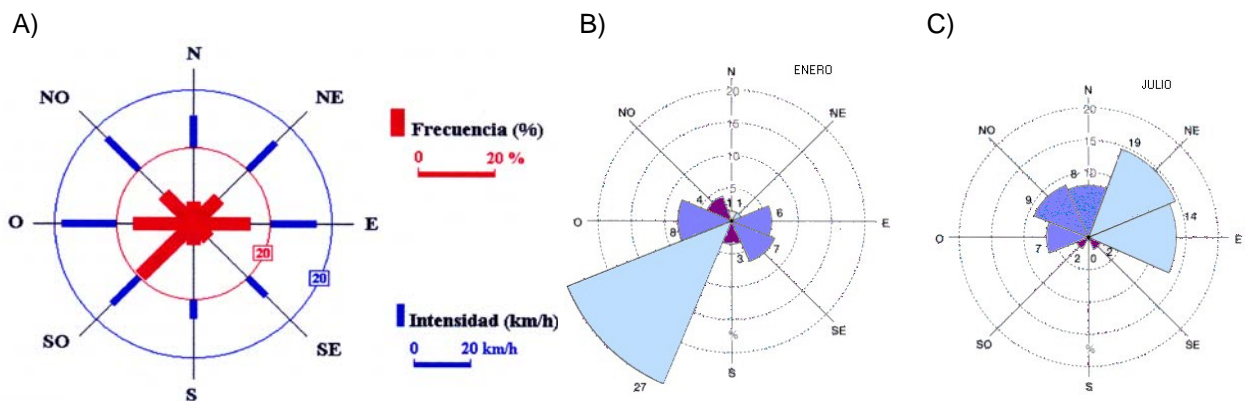 A)
N
NO
NE
O
E
SO
SE
S
20
20
Frecuencia (%)
0 20 %
Intensidad (km/h)
0 20 km/h
B)
ENERO
N
NO
NE
O
E
SO
SE
S
20
15
10
5
%
4
1
1
6
8
7
3
27
C)
JULIO
N
NO
NE
O
E
SO
SE
S
20
15
10
%
19
8
9
14
7
2
0
2